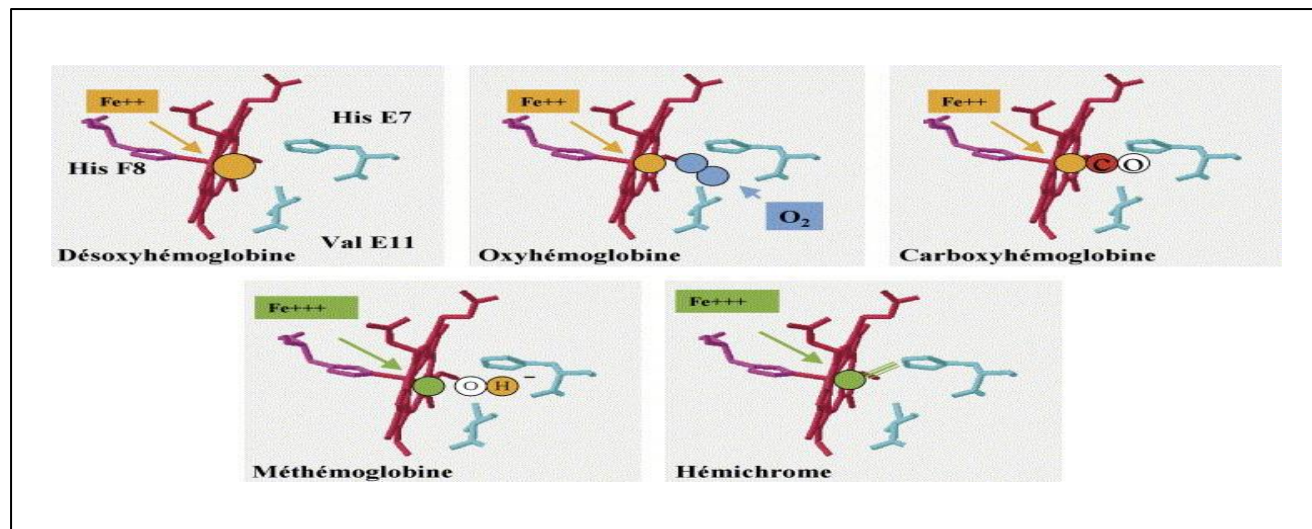 Fe++
His E7
His F8
Val E11
Désoxyhémoglobine
Fe++
O₂
Oxyhémoglobine
Fe++
C O
Carboxyhémoglobine
Fe+++
O H −
Méthémoglobine
Fe+++
Hémichrome